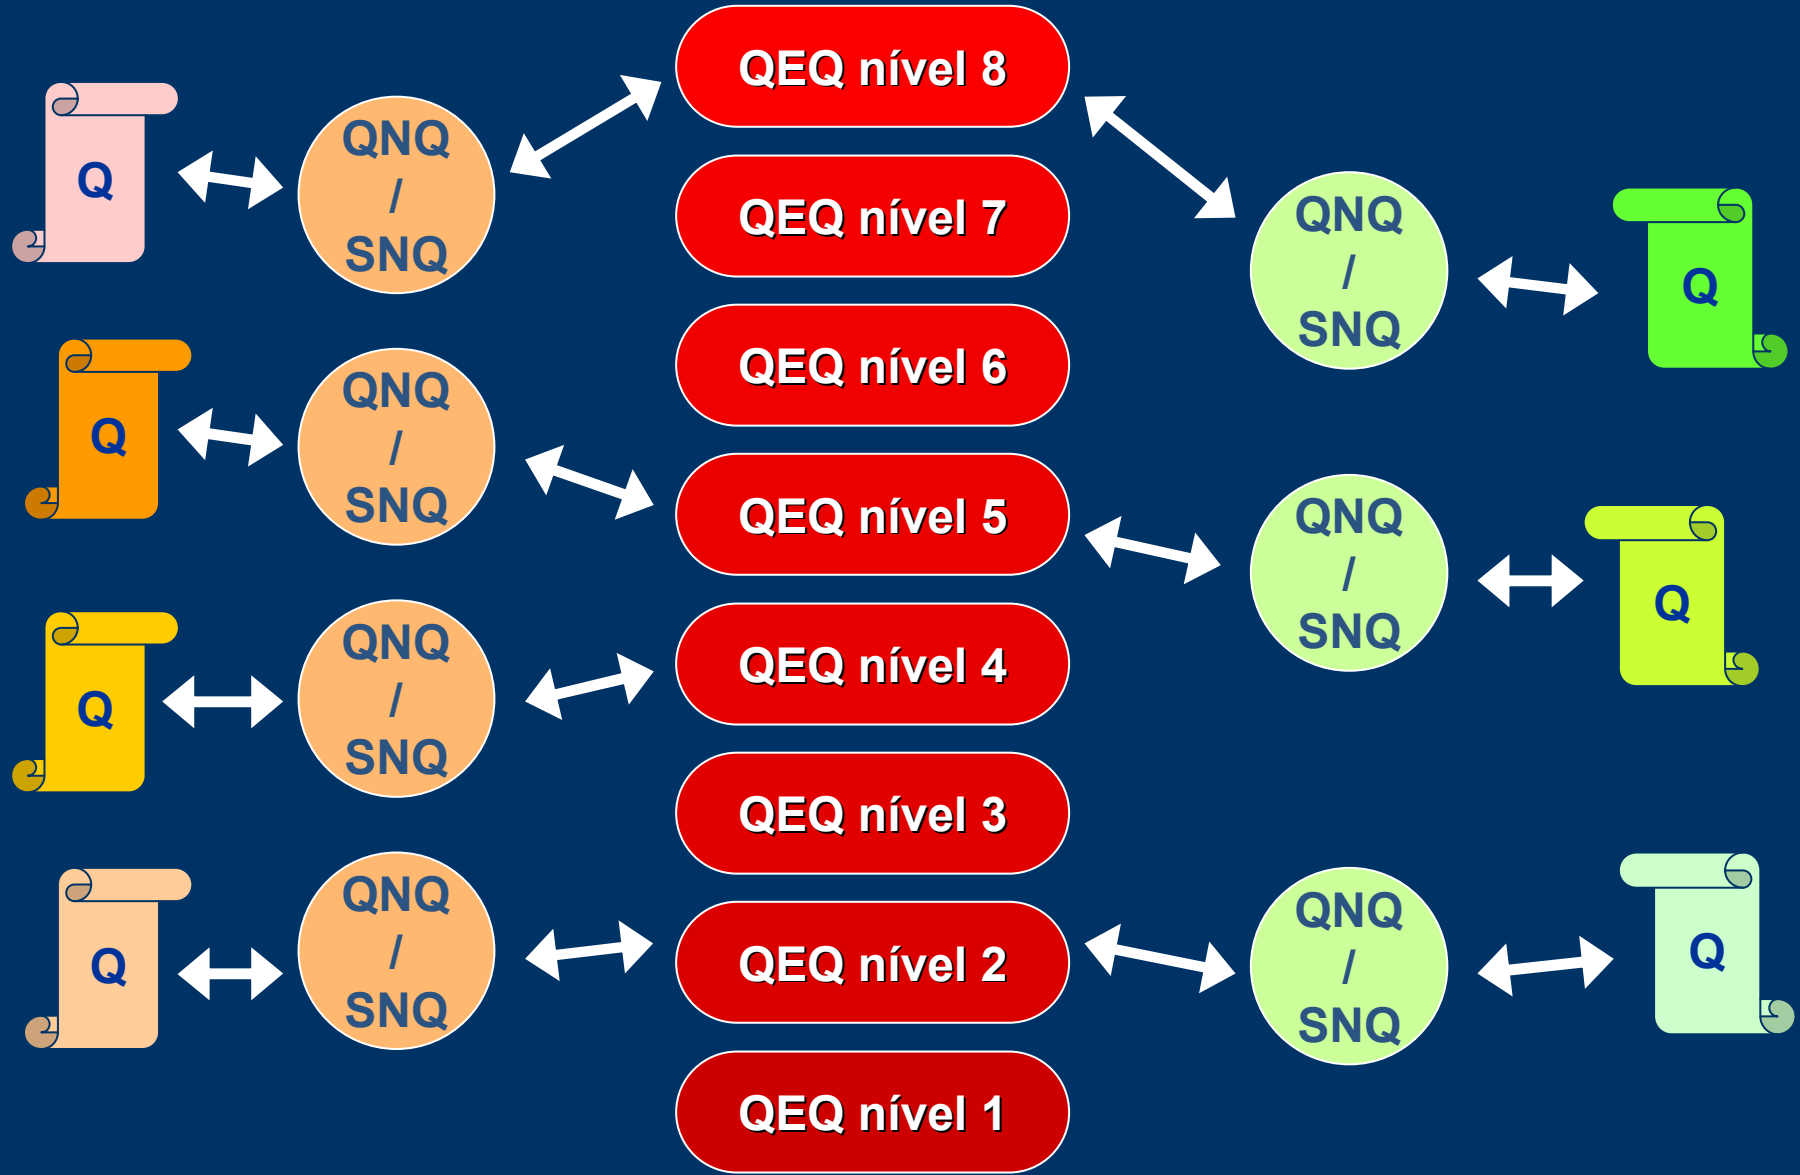 Q
QNQ
/
SNQ
Q
QNQ
/
SNQ
Q
QNQ
/
SNQ
Q
QNQ
/
SNQ
QEQ nível 8
QEQ nível 7
QEQ nível 6
QEQ nível 5
QEQ nível 4
QEQ nível 3
QEQ nível 2
QEQ nível 1
QNQ
/
SNQ
Q
QNQ
/
SNQ
Q
QNQ
/
SNQ
Q